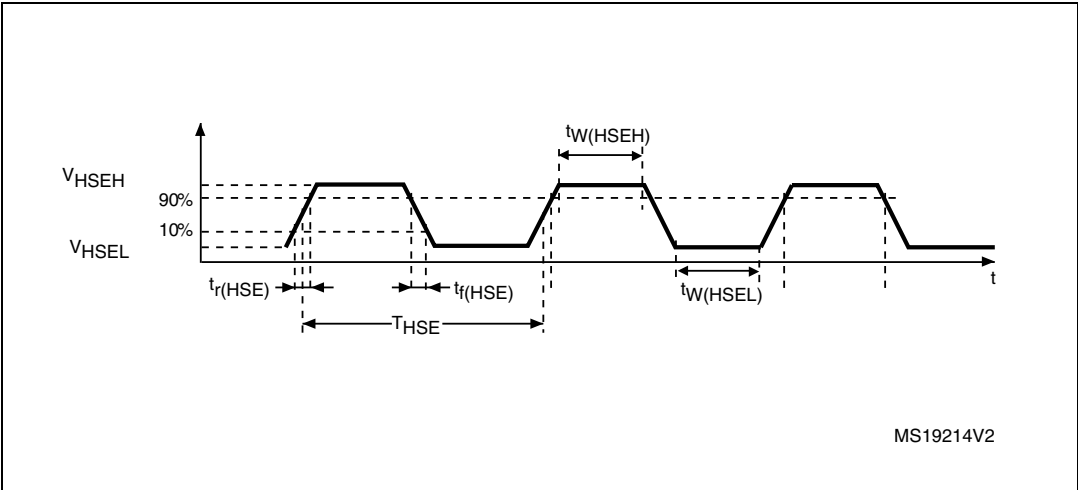 tW(HSEH)
VHSEH
90%
10%
VHSEL
tr(HSE)
tf(HSE)
tW(HSEL)
t
THSE
MS19214V2